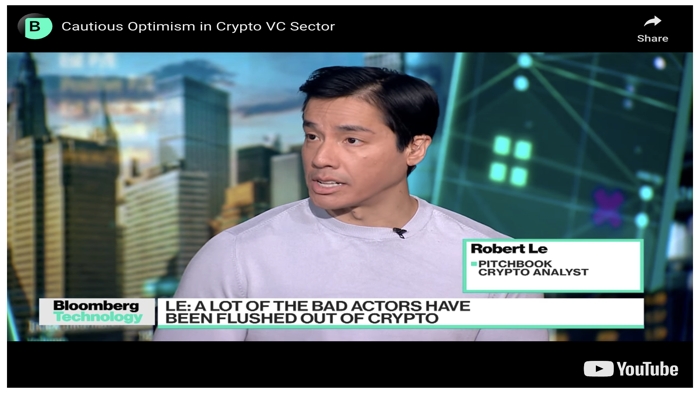 B
Cautious Optimism in Crypto VC Sector
Share
Robert Le
PITCHBOOK
CRYPTO ANALYST
Bloomberg
Technology
LE: A LOT OF THE BAD ACTORS HAVE
BEEN FLUSHED OUT OF CRYPTO
YouTube